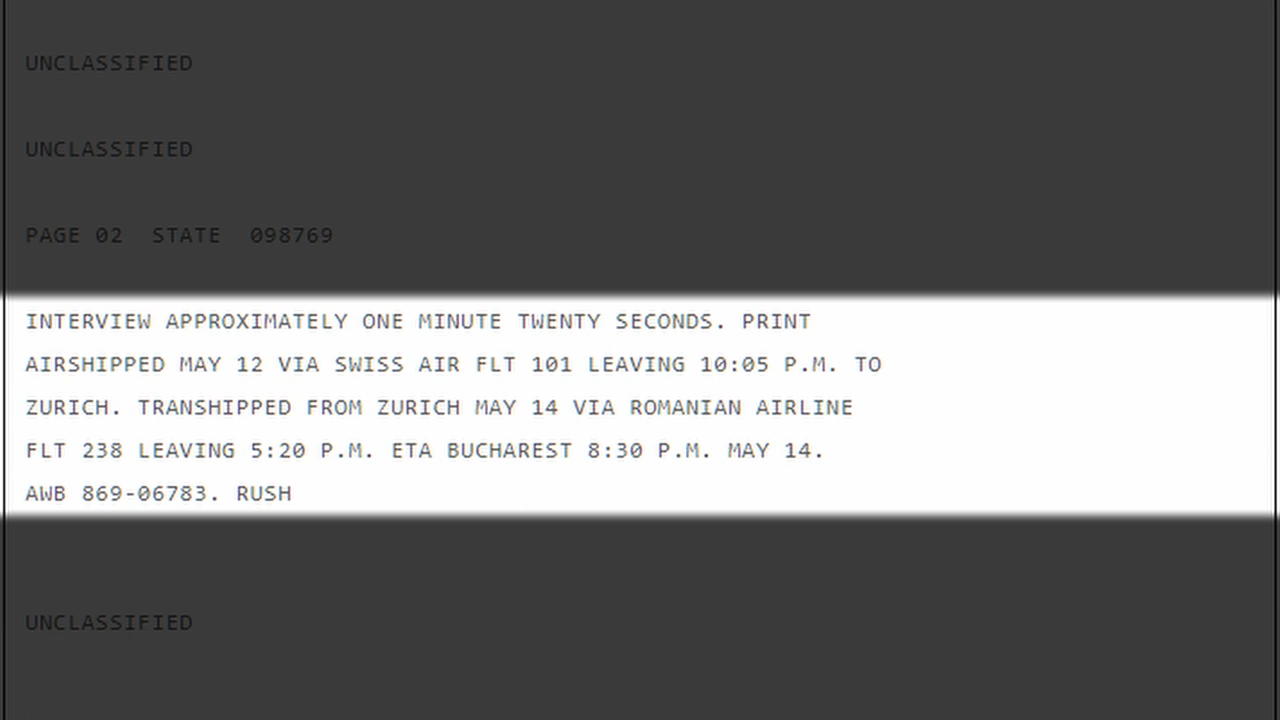 UNCLASSIFIED
UNCLASSIFIED
PAGE 02  STATE  098769
INTERVIEW APPROXIMATELY ONE MINUTE TWENTY SECONDS. PRINT
AIRSHIPPED MAY 12 VIA SWISS AIR FLT 101 LEAVING 10:05 P.M. TO
ZURICH. TRANSHIPPED FROM ZURICH MAY 14 VIA ROMANIAN AIRLINE
FLT 238 LEAVING 5:20 P.M. ETA BUCHAREST 8:30 P.M. MAY 14.
AWB 869-06783. RUSH
UNCLASSIFIED